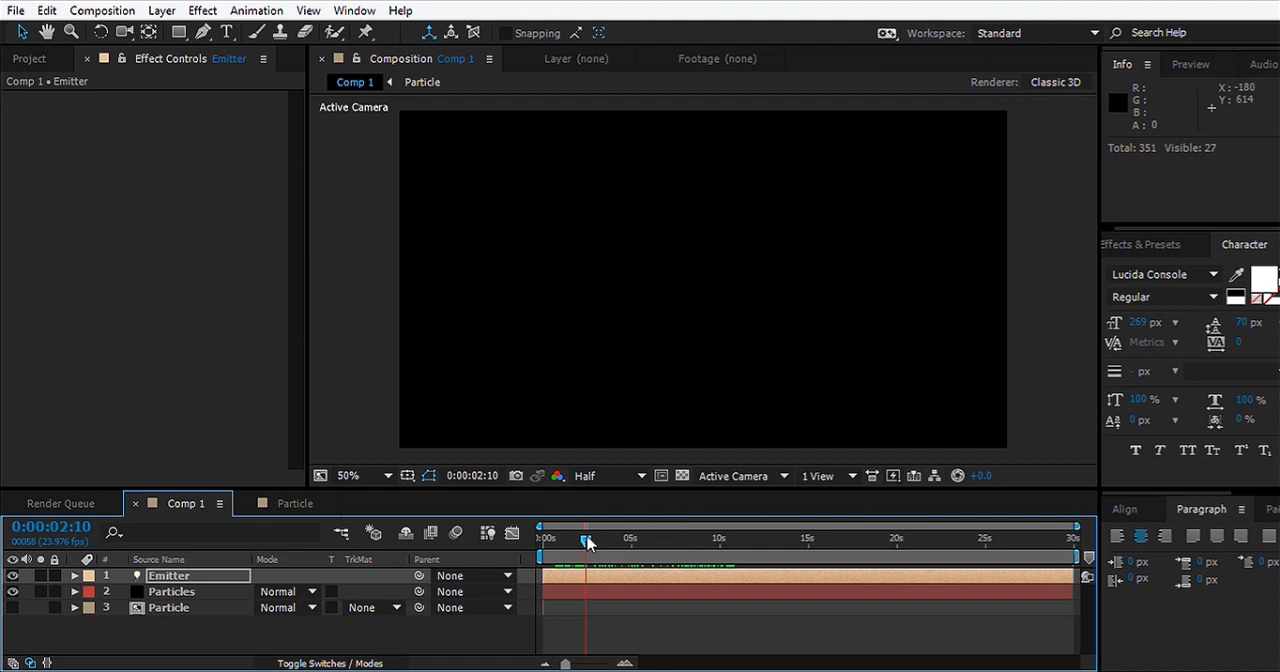 File Edit Composition Layer Effect Animation View Window Help
Snapping
Workspace: Standard
Search Help
Project
× Effect Controls Emitter
× Composition Comp 1
Layer (none)
Footage (none)
Info
Preview
Audio
Comp 1 • Emitter
Comp 1
Particle
Renderer: Classic 3D
Active Camera
R :
G :
B :
A : 0
X: -180
Y: 614
Total: 351 Visible: 27
Effects & Presets
Character
Lucida Console
Regular
269 px
70 px
Metrics
0
- px
100 %
100 %
0 px
0 %
50%
0:00:02:10
Half
Active Camera
1 View
+0.0
Render Queue
× Comp 1
Particle
Align
Paragraph
0:00:02:10
00058 (23.976 fps)
:00s 05s 10s 15s 20s 25s 30s
# Source Name Mode T TrkMat Parent
1 Emitter None
2 Particles Normal None
3 Particle Normal None None
0 px 0 px 0 px
0 px 0 px
Toggle Switches / Modes